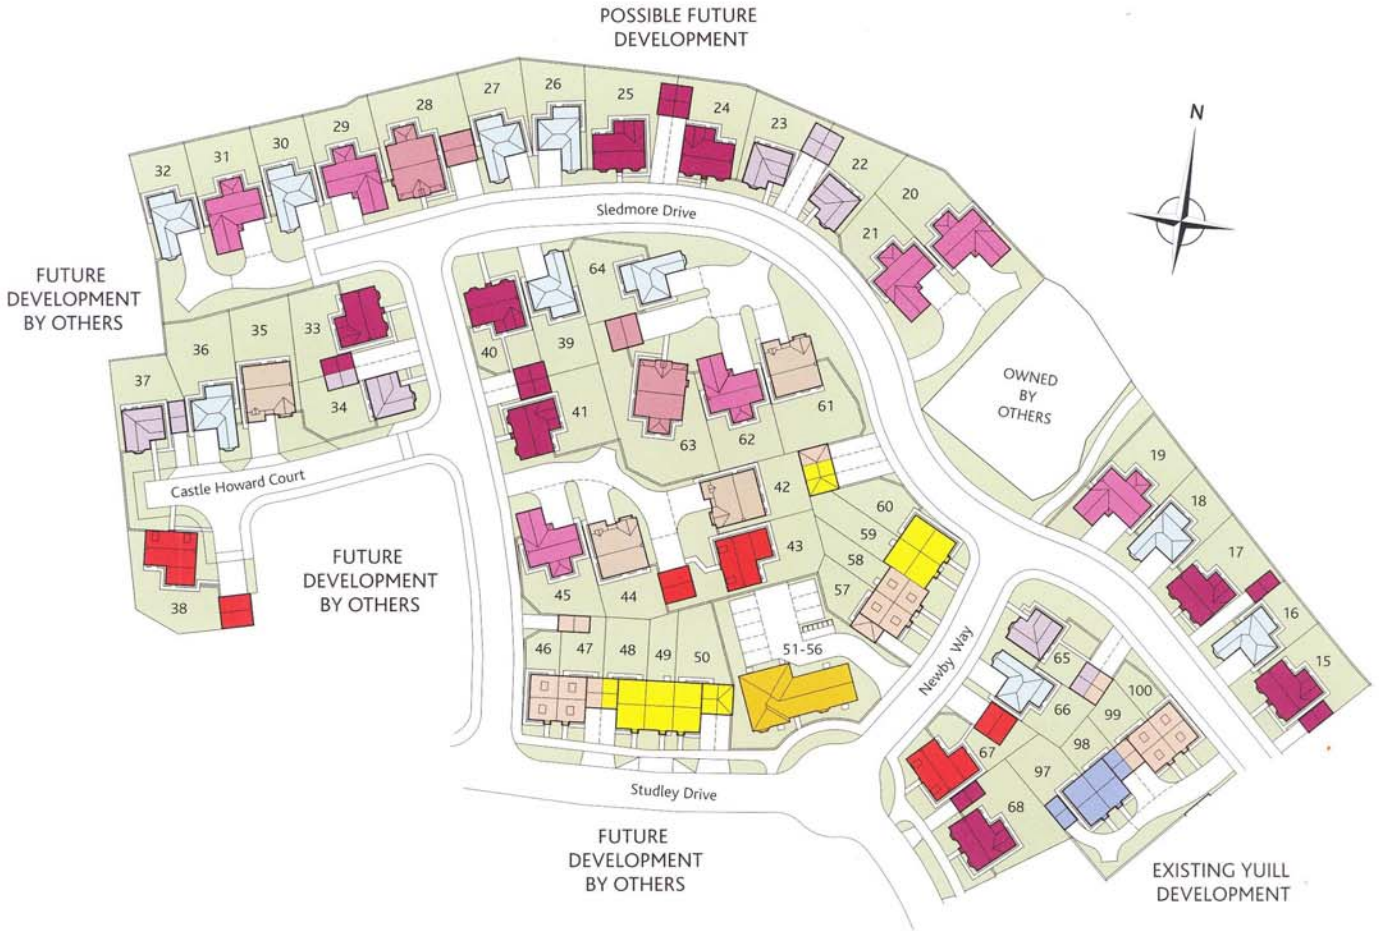 POSSIBLE FUTURE
DEVELOPMENT
N
26
27
25
28
24
29
23
30
31
22
32
20
Sledmore Drive
21
64
FUTURE
DEVELOPMENT
BY OTHERS
35
33
36
39
40
37
OWNED
BY
OTHERS
34
41
61
62
63
19
Castle Howard Court
42
18
60
59
43
17
58
FUTURE
DEVELOPMENT
BY OTHERS
57
45
44
38
16
46
47
48
49
50
51-56
Newby Way
65
15
100
66
99
98
67
97
Studley Drive
68
FUTURE
DEVELOPMENT
BY OTHERS
EXISTING YUILL
DEVELOPMENT